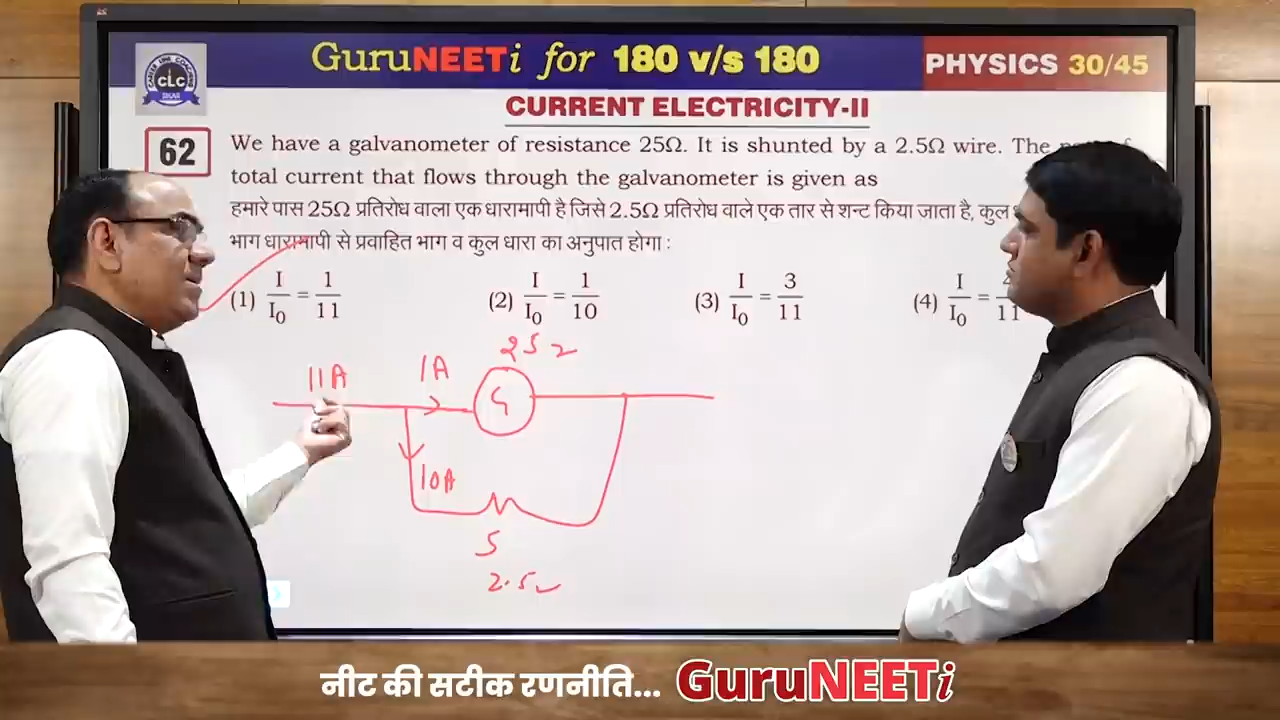 GuruNEETi for 180 v/s 180
PHYSICS 30/45
CLC
CURRENT ELECTRICITY-II
62
We have a galvanometer of resistance 25Ω. It is shunted by a 2.5Ω wire. The
total current that flows through the galvanometer is given as
हमारे पास 25Ω प्रतिरोध वाला एक धारामापी है जिसे 2.5Ω प्रतिरोध वाले एक तार से शन्ट किया जाता है, कुल
भाग धारामापी से प्रवाहित भाग व कुल धारा का अनुपात होगा :
(1) I/I₀ = 1/11 (2) I/I₀ = 1/10 (3) I/I₀ = 3/11 (4) I/I₀ = /11
25Ω
11A 1A G
10A
S
2.5Ω
नीट की सटीक रणनीति... GuruNEETi